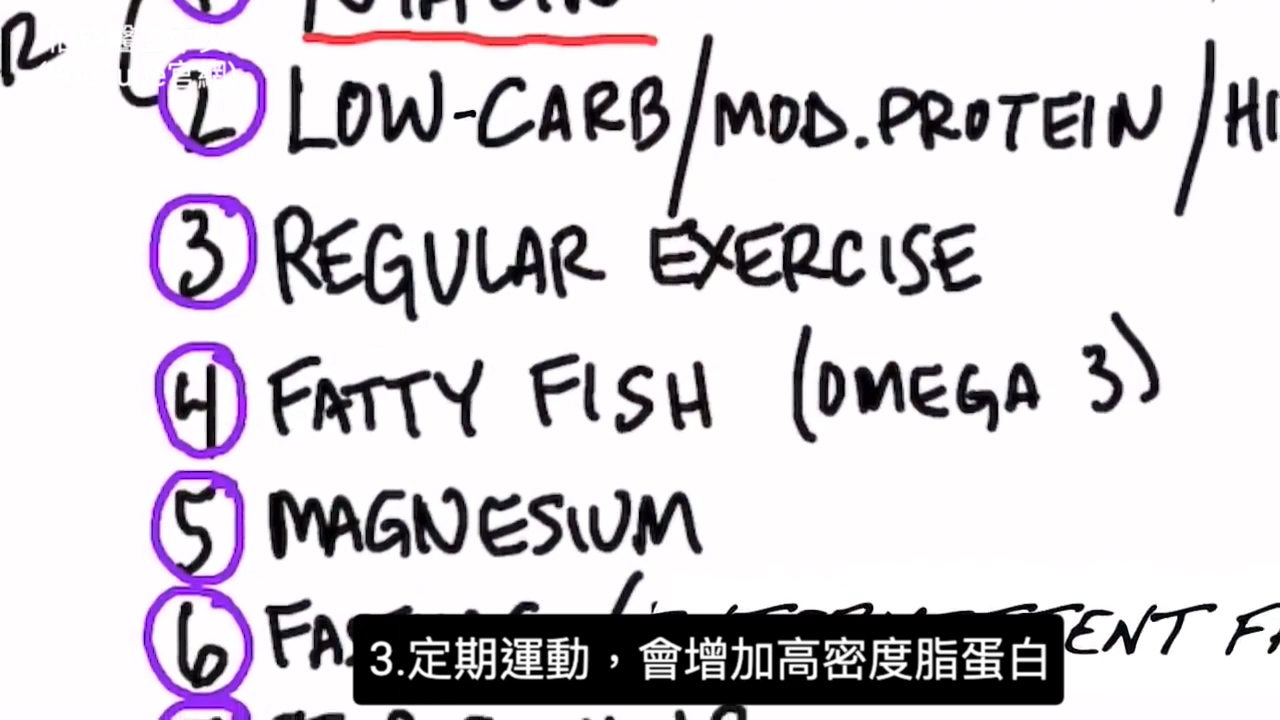 2 LOW-CARB/MOD.PROTEIN/HI
3 REGULAR EXERCISE
4 FATTY FISH (OMEGA 3)
5 MAGNESIUM
6
3.定期運動，會增加高密度脂蛋白